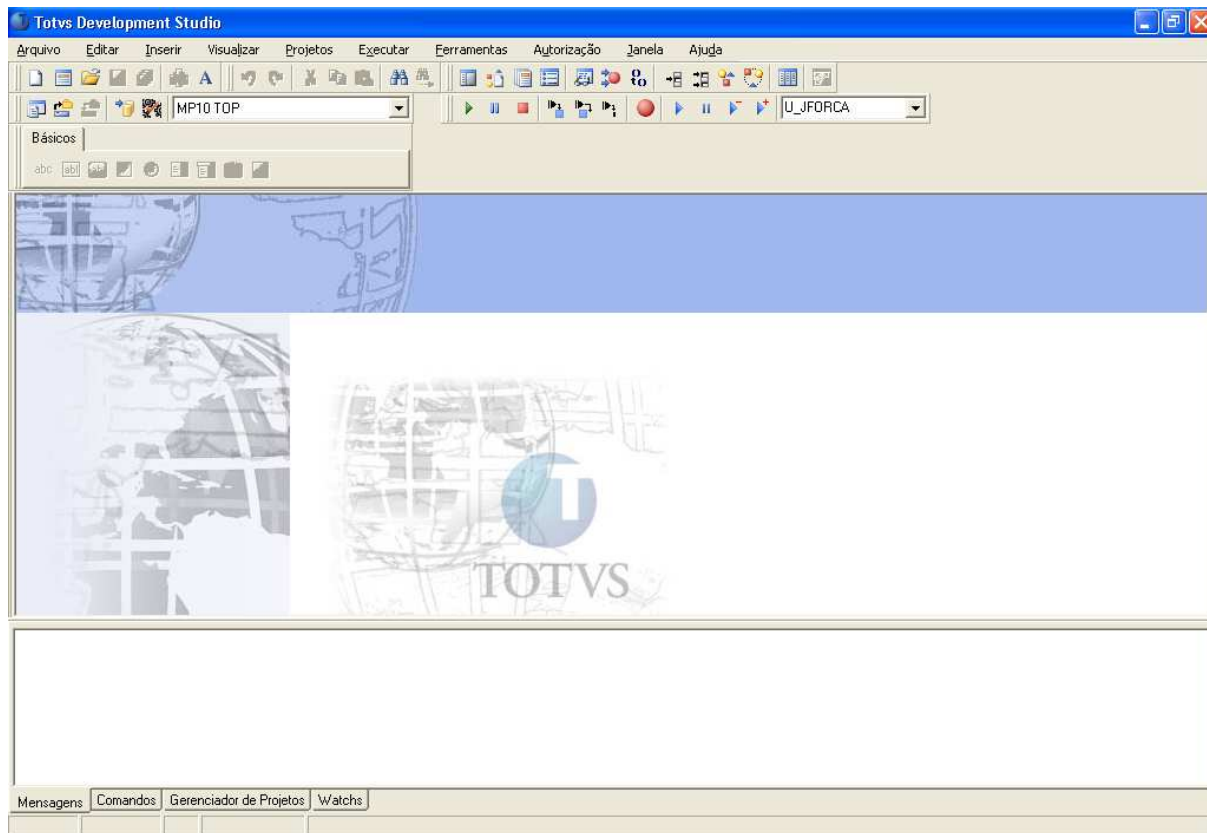 Totvs Development Studio
Arquivo Editar Inserir Visualizar Projetos Executar Ferramentas Autorização Janela Ajuda
A
MP10 TOP
U_JFORCA
Básicos
abc
TOTVS
Mensagens Comandos Gerenciador de Projetos Watchs